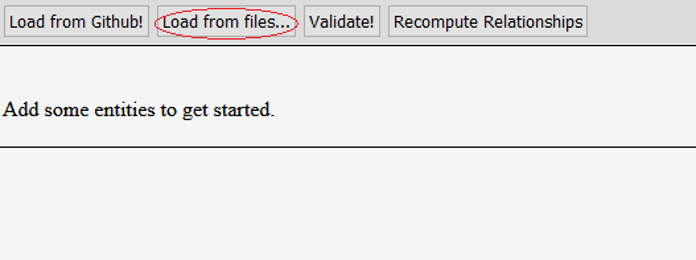 Load from Github! Load from files... Validate! Recompute Relationships
Add some entities to get started.